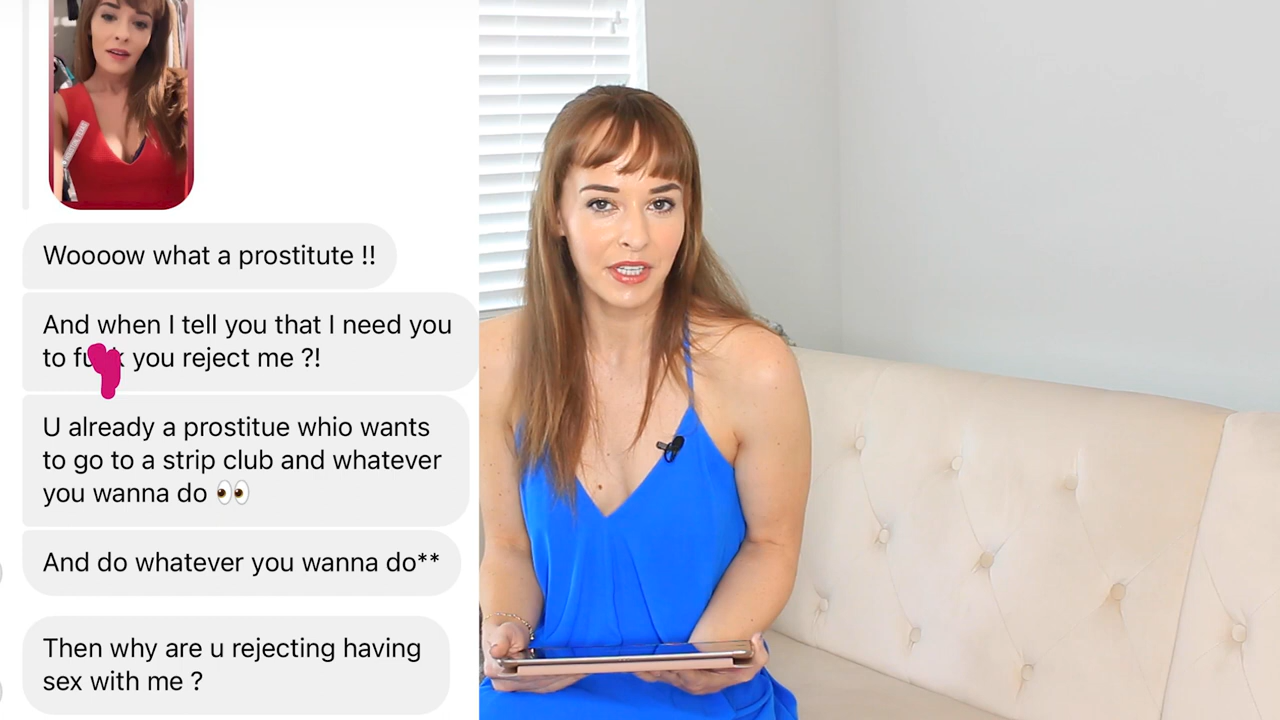 Woooow what a prostitute !!
And when I tell you that I need you
to fu k you reject me ?!
U already a prostitue whio wants
to go to a strip club and whatever
you wanna do 👀
And do whatever you wanna do**
Then why are u rejecting having
sex with me ?